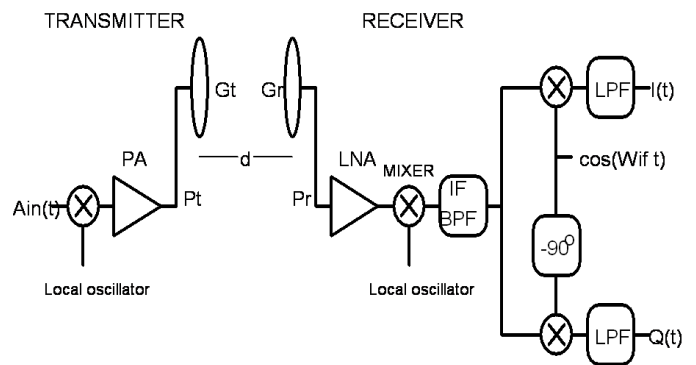 TRANSMITTER
RECEIVER
Gt
Gr
LPF
I(t)
PA
d
LNA
MIXER
cos(Wif t)
Ain(t)
Pt
Pr
IF
BPF
-90°
Local oscillator
Local oscillator
LPF
Q(t)